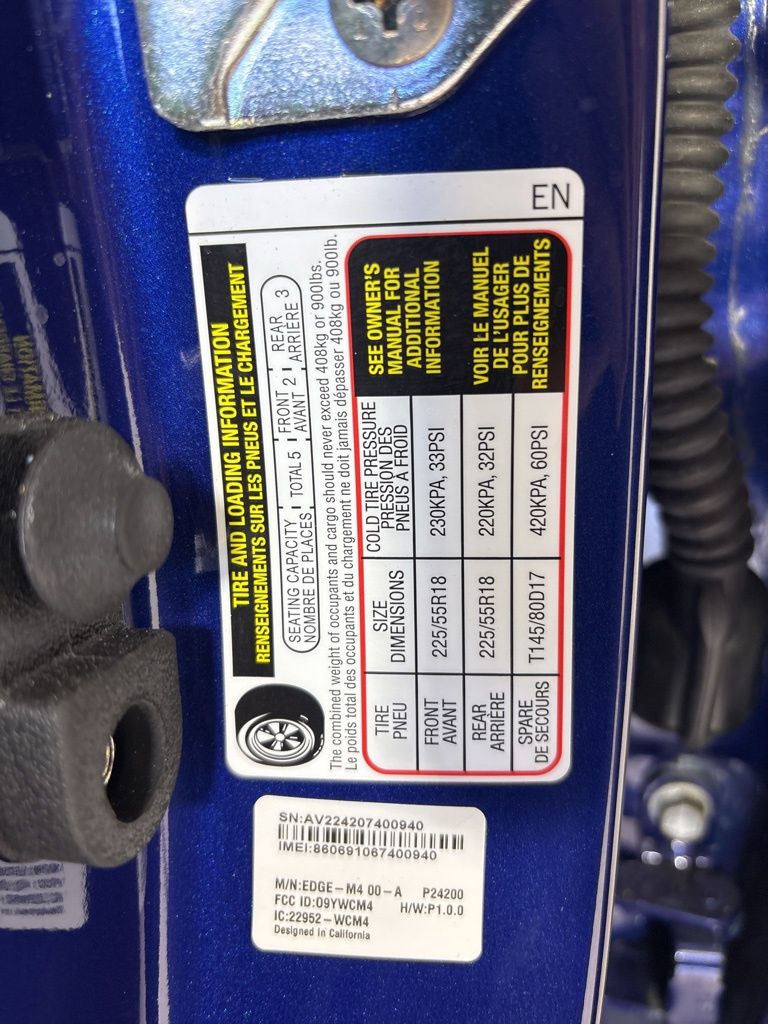 EN
TIRE AND LOADING INFORMATION
RENSEIGNEMENTS SUR LES PNEUS ET LE CHARGEMENT
SEATING CAPACITY TOTAL 5 FRONT 2 REAR 3
NOMBRE DE PLACES AVANT ARRIÈRE
The combined weight of occupants and cargo should never exceed 408kg or 900lbs.
Le poids total des occupants et du chargement ne doit jamais dépasser 408kg ou 900lb.
TIRE SIZE COLD TIRE PRESSURE
PNEU DIMENSIONS PRESSION DES
PNEUS À FROID
FRONT 225/55R18 230KPA, 33PSI
AVANT
REAR 225/55R18 220KPA, 32PSI
ARRIÈRE
SPARE T145/80D17 420KPA, 60PSI
DE SECOURS
SEE OWNER'S
MANUAL FOR
ADDITIONAL
INFORMATION
VOIR LE MANUEL
DE L'USAGER
POUR PLUS DE
RENSEIGNEMENTS
SN:AV224207400940
IMEI:860691067400940
M/N:EDGE-M4 00-A P24200
FCC ID:O9YWCM4 H/W:P1.0.0
IC:22952-WCM4
Designed in California